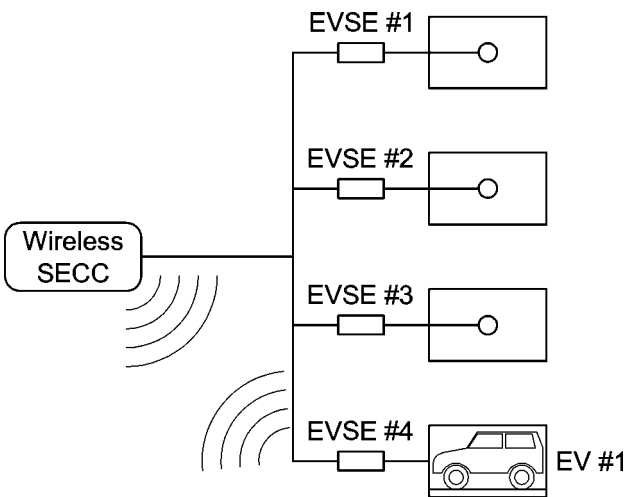 EVSE #1
EVSE #2
Wireless
SECC
EVSE #3
EVSE #4
EV #1